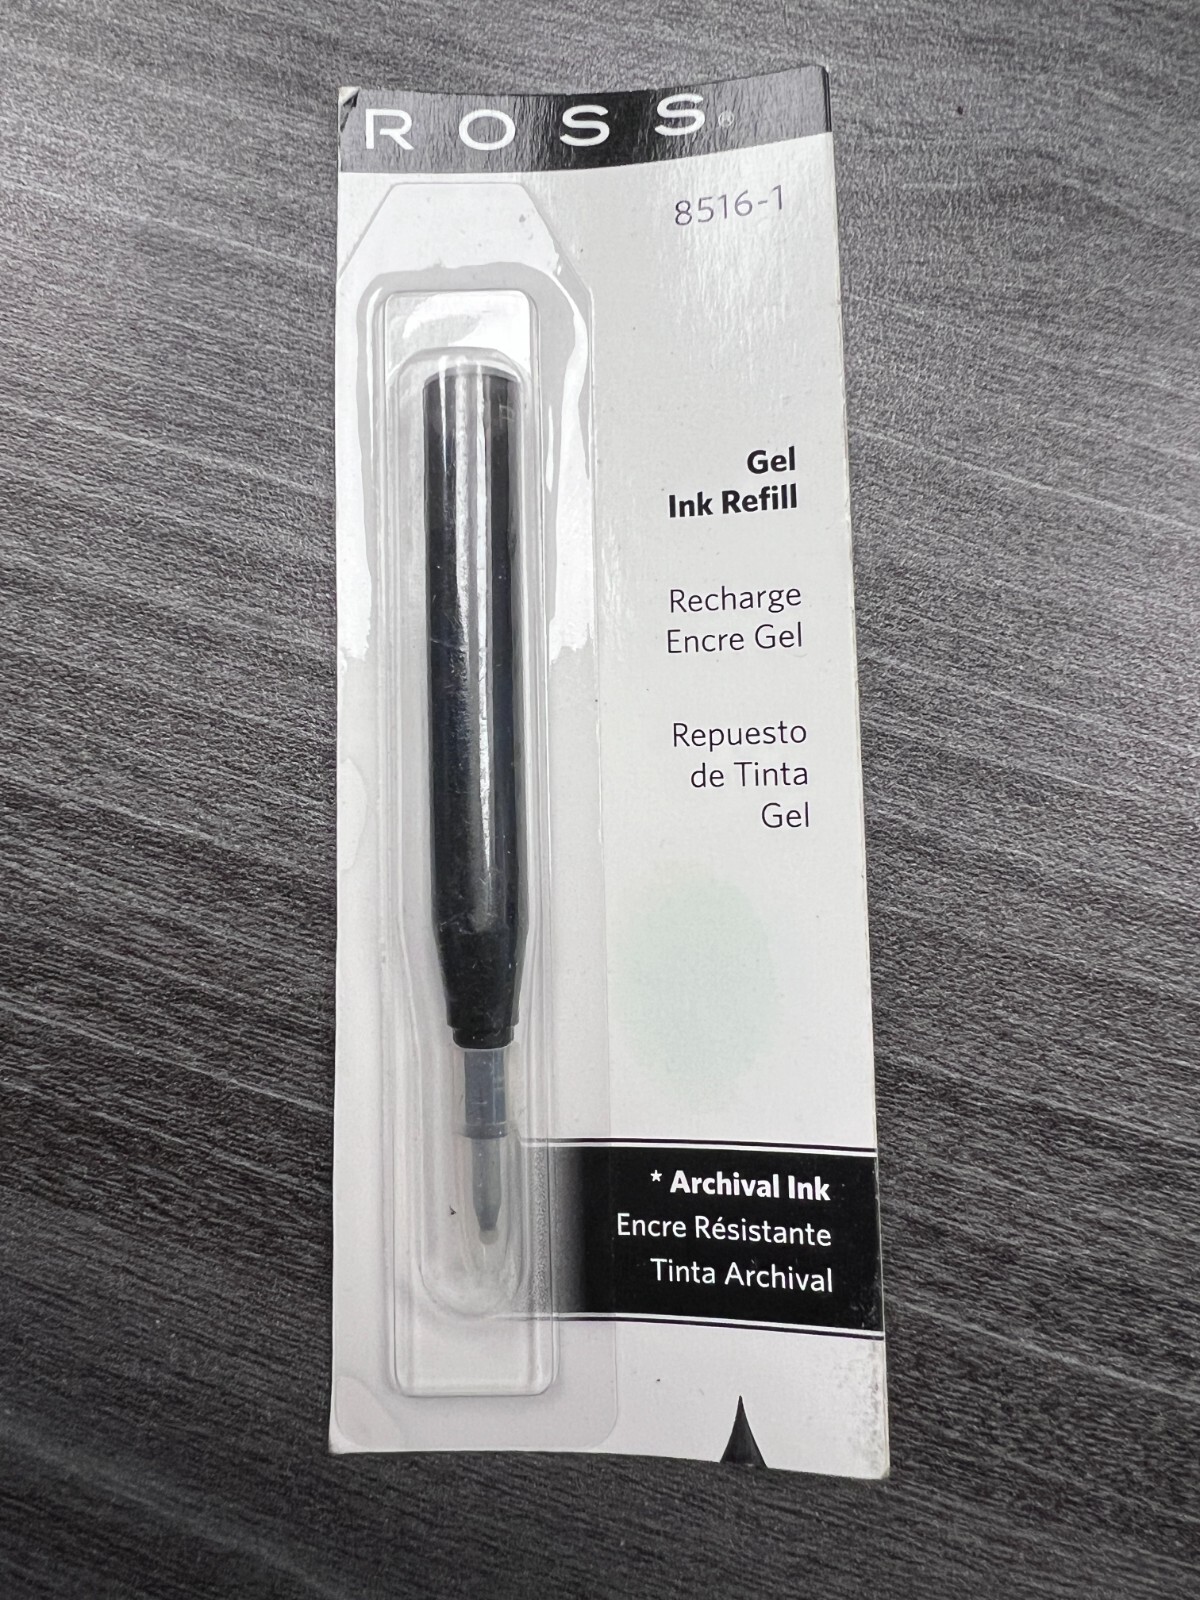 ROSS®
8516-1
Gel
Ink Refill
Recharge
Encre Gel
Repuesto
de Tinta
Gel
* Archival Ink
Encre Résistante
Tinta Archival